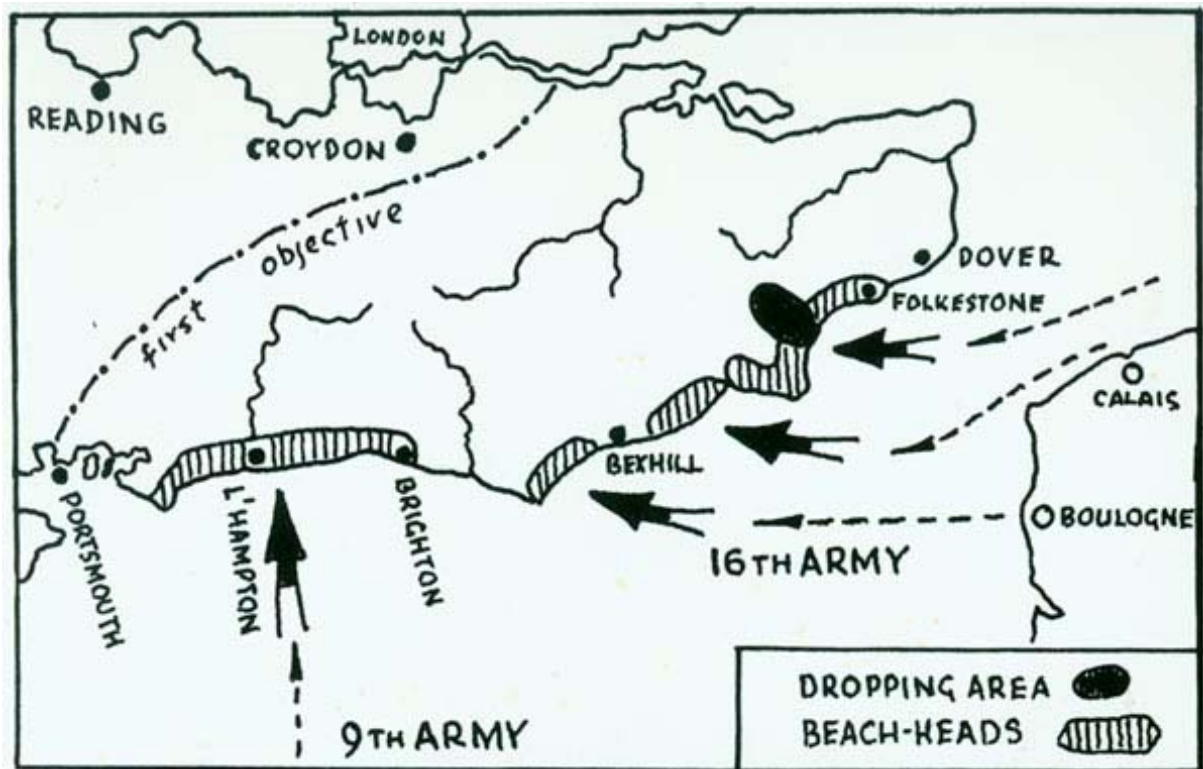 LONDON
READING
CROYDON
first objective
DOVER
FOLKESTONE
CALAIS
BEXHILL
BOULOGNE
PORTSMOUTH
L'HAMPTON
BRIGHTON
16TH ARMY
9TH ARMY
DROPPING AREA
BEACH-HEADS